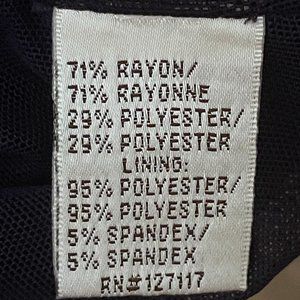 71% RAYON/
71% RAYONNE
29% POLYESTER/
29% POLYESTER
LINING:
95% POLYESTER/
95% POLYESTER
5% SPANDEX/
5% SPANDEX
RN#127117